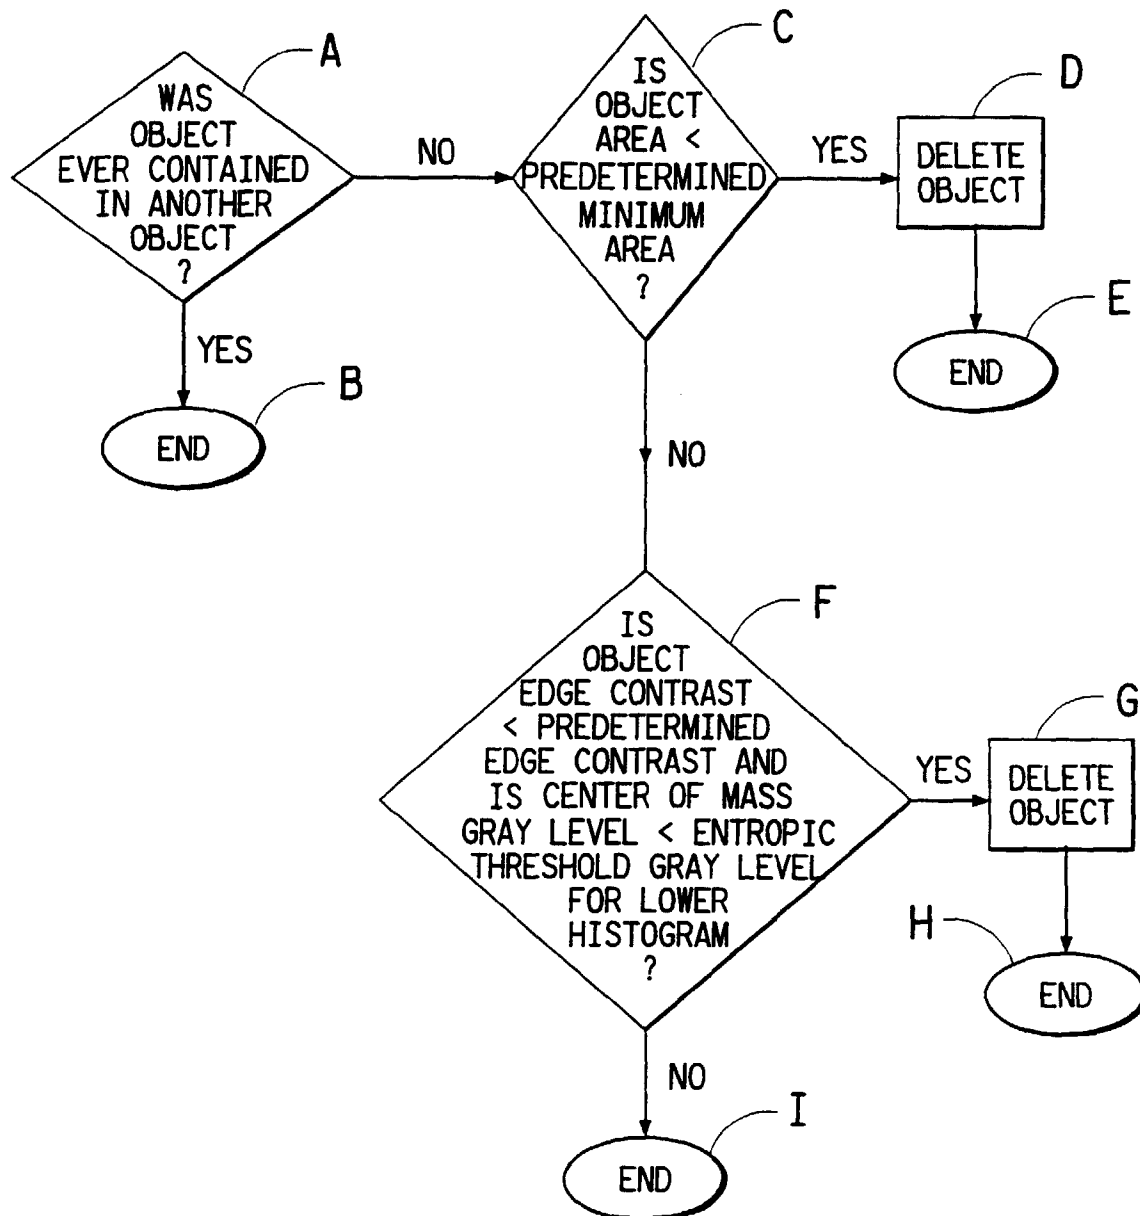 A
WAS
OBJECT
EVER CONTAINED
IN ANOTHER
OBJECT
?
NO
YES
B
END
C
IS
OBJECT
AREA <
PREDETERMINED
MINIMUM
AREA
?
YES
NO
D
DELETE
OBJECT
E
END
F
IS
OBJECT
EDGE CONTRAST
< PREDETERMINED
EDGE CONTRAST AND
IS CENTER OF MASS
GRAY LEVEL < ENTROPIC
THRESHOLD GRAY LEVEL
FOR LOWER
HISTOGRAM
?
YES
G
DELETE
OBJECT
H
END
NO
I
END